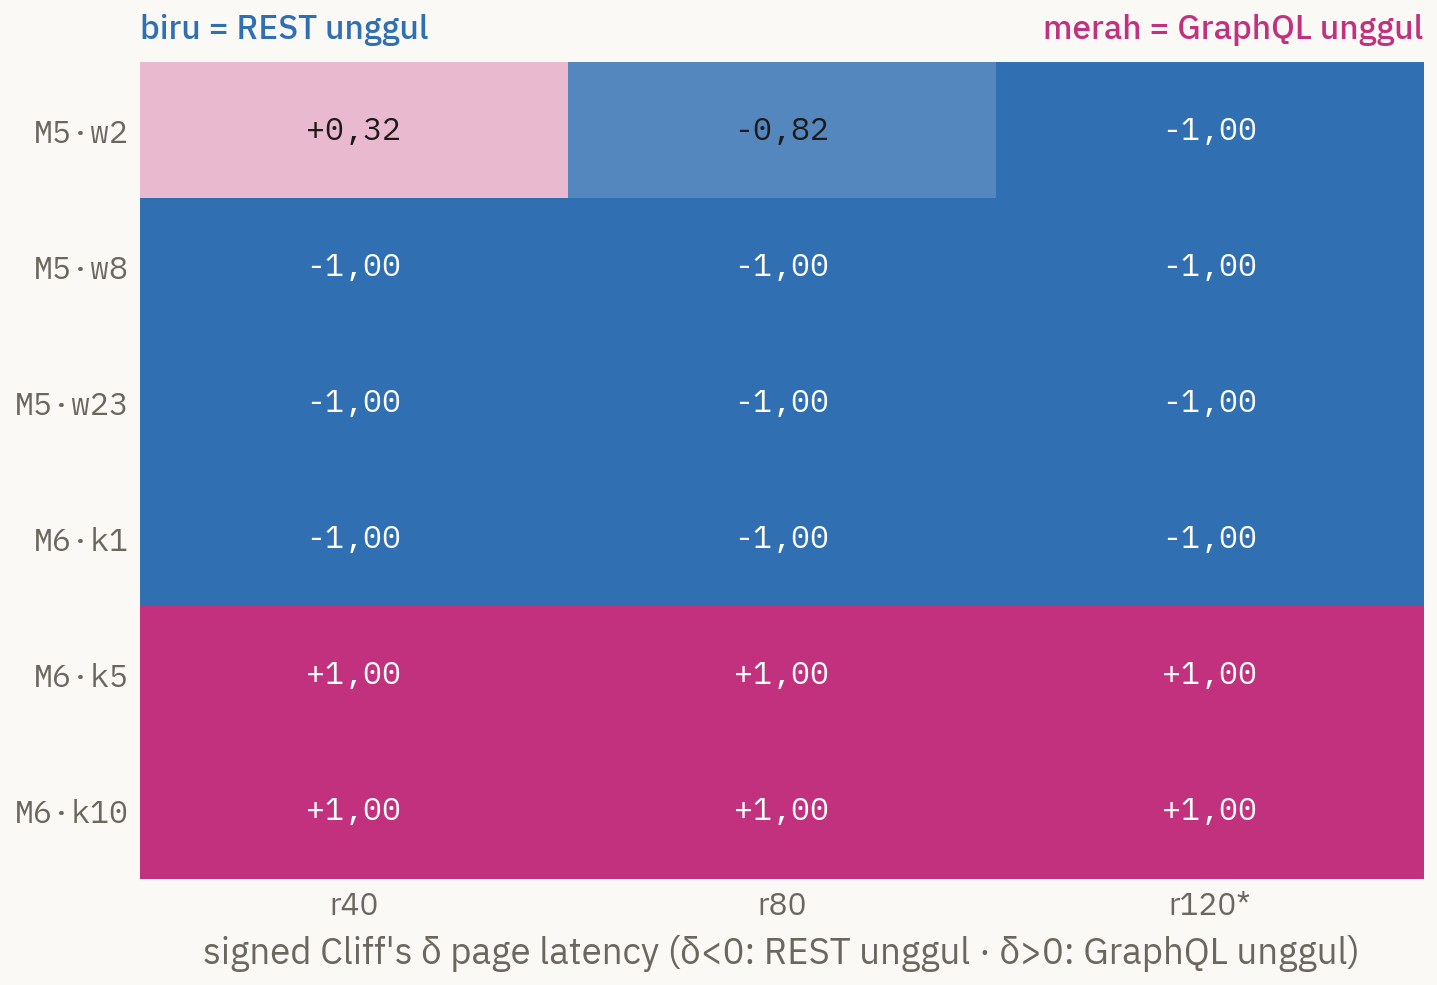 biru = REST unggul merah = GraphQL unggul
M5·w2 +0,32 -0,82 -1,00
M5·w8 -1,00 -1,00 -1,00
M5·w23 -1,00 -1,00 -1,00
M6·k1 -1,00 -1,00 -1,00
M6·k5 +1,00 +1,00 +1,00
M6·k10 +1,00 +1,00 +1,00
r40 r80 r120*
signed Cliff's δ page latency (δ<0: REST unggul · δ>0: GraphQL unggul)